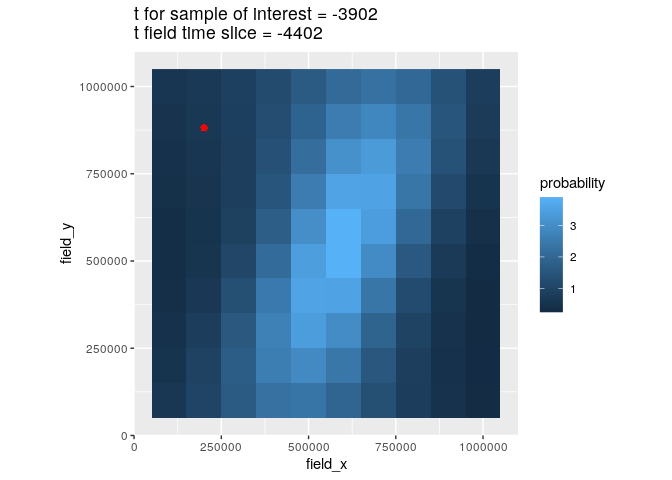 t for sample of interest = -3902
t field time slice = -4402
1000000
750000
500000
250000
0
field_y
0
250000
500000
750000
1000000
field_x
probability
3
2
1